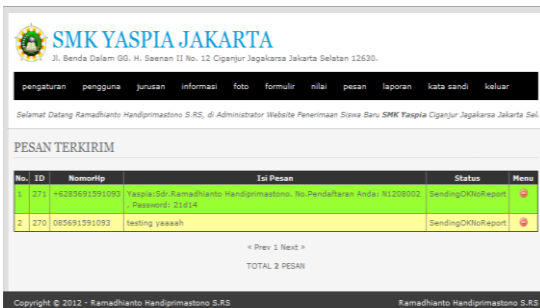 SMK YASPIA JAKARTA
Jl. Benda Dalam GG. H. Saenan II No. 12 Ciganjur Jagakarsa Jakarta Selatan 12630.
pengaturan pengguna jurusan informasi foto formulir nilai pesan laporan kata sandi keluar
Selamat Datang Ramadhianto Handiprimastono S.RS, di Administrator Website Penerimaan Siswa Baru SMK Yaspia Ciganjur Jagakarsa Jakarta Sel
PESAN TERKIRIM
No. ID NomorHp Isi Pesan Status Menu
1 271 +6285691591093 Yaspia:Sdr.Ramadhianto Handiprimastono. No.Pendaftaran Anda: N1208002 SendingOKNoReport
. Password: 21d14
2 270 085691591093 testing yaaaah SendingOKNoReport
< Prev 1 Next >
TOTAL 2 PESAN
Copyright © 2012 - Ramadhianto Handiprimastono S.RS Ramadhianto Handiprimastono S.RS